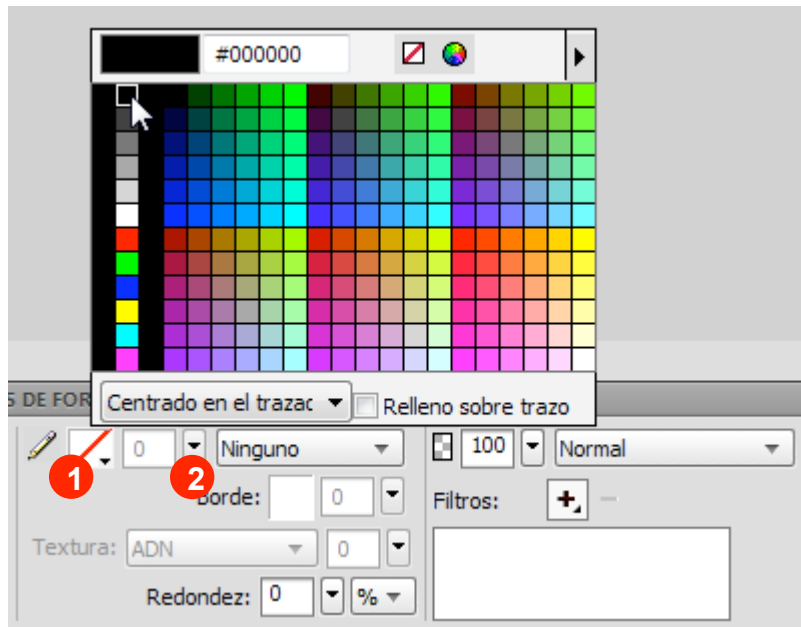 #000000
Centrado en el trazac
Relleno sobre trazo
S DE FOR
1
0
2
Ninguno
100
Normal
Borde:
0
Filtros:
Textura:
ADN
0
Redondez:
0
%